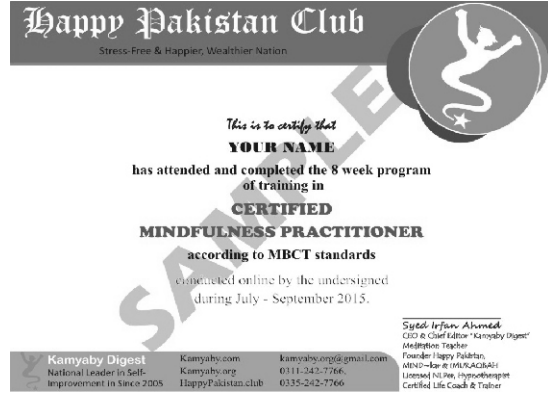 Happy Pakistan Club
Stress-Free & Happier, Wealthier Nation
SAMPLE
This is to certify that
YOUR NAME
has attended and completed the 8 week program
of training in
CERTIFIED
MINDFULNESS PRACTITIONER
according to MBCT standards
conducted online by the undersigned
during July - September 2015.
Syed Irfan Ahmed
CEO & Chief Editor "Kamyaby Digest"
Meditation Teacher
Founder Happy Pakistan,
Licensed NLPer, Hypnotherapist
Certified Life Coach & Trainer
Kamyaby Digest
National Leader in Self-
Improvement in Since 2005
Kamyaby.com
Kamyaby.org
HappyPakistan.club
kamyaby.org@gmail.com
0311-242-7766,
0335-242-7766